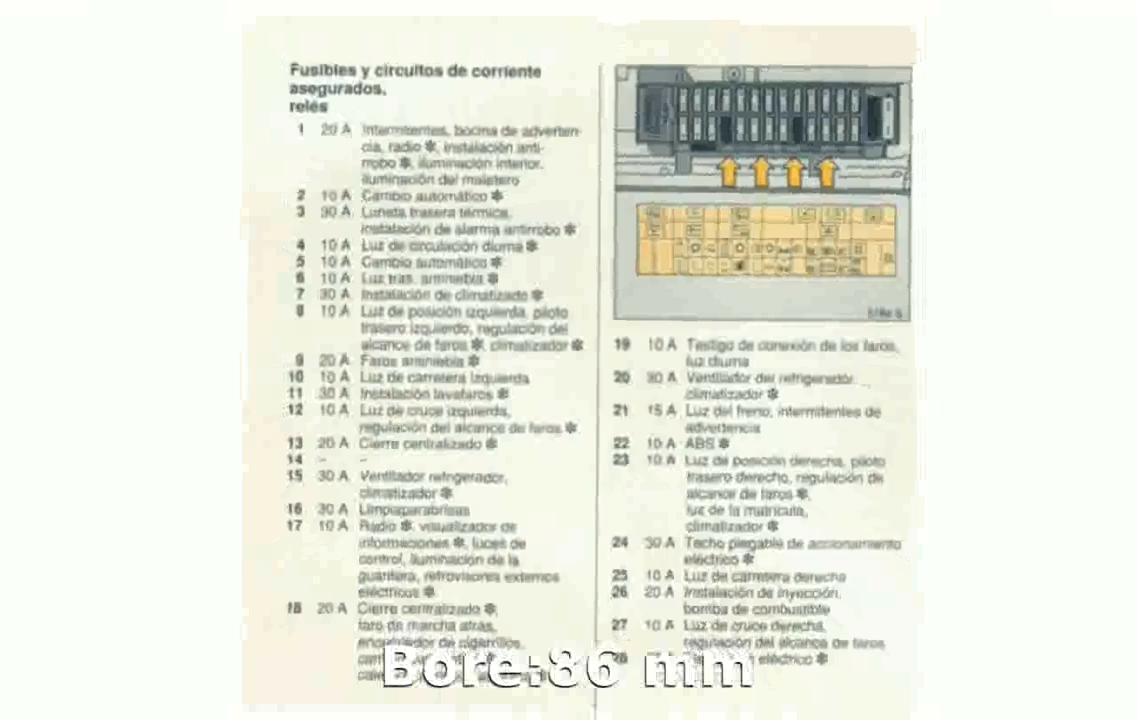 Fusibles y circuitos de corriente
asegurados,
relés
1 20 A Intermitentes, bocina de adverten-
cia, radio ✽, instalación anti-
rrobo ✽, iluminación interior,
iluminación del maletero
2 10 A Cambio automático ✽
3 30 A Luneta trasera térmica,
instalación de alarma antirrobo ✽
4 10 A Luz de circulación diurna ✽
5 10 A Cambio automático ✽
6 10 A Luz tras. antiniebla ✽
7 30 A Instalación de climatizado ✽
8 10 A Luz de posición izquierda, piloto
trasero izquierdo, regulación del
alcance de faros ✽, climatizador ✽
9 20 A Faros antiniebla ✽
10 10 A Luz de carretera izquierda
11 30 A Instalación lavafaros ✽
12 10 A Luz de cruce izquierda,
regulación del alcance de faros ✽
13 20 A Cierre centralizado ✽
14 – –
15 30 A Ventilador refrigerador,
climatizador ✽
16 30 A Limpiaparabrisas
17 10 A Radio ✽, visualizador de
informaciones ✽, luces de
control, iluminación de la
guantera, retrovisores externos
eléctricos ✽
18 20 A Cierre centralizado ✽,
faro de marcha atrás,
encendedor de cigarrillos,
19 10 A Testigo de conexión de los faros,
luz diurna
20 30 A Ventilador del refrigerador,
climatizador ✽
21 15 A Luz del freno, intermitentes de
advertencia
22 10 A ABS ✽
23 10 A Luz de posición derecha, piloto
trasero derecho, regulación de
alcance de faros ✽,
luz de la matrícula,
climatizador ✽
24 30 A Techo plegable de accionamiento
eléctrico ✽
25 10 A Luz de carretera derecha
26 20 A Instalación de inyección,
bomba de combustible
27 10 A Luz de cruce derecha,
regulación del alcance de faros
28 eléctrico ✽
Bore:86 mm